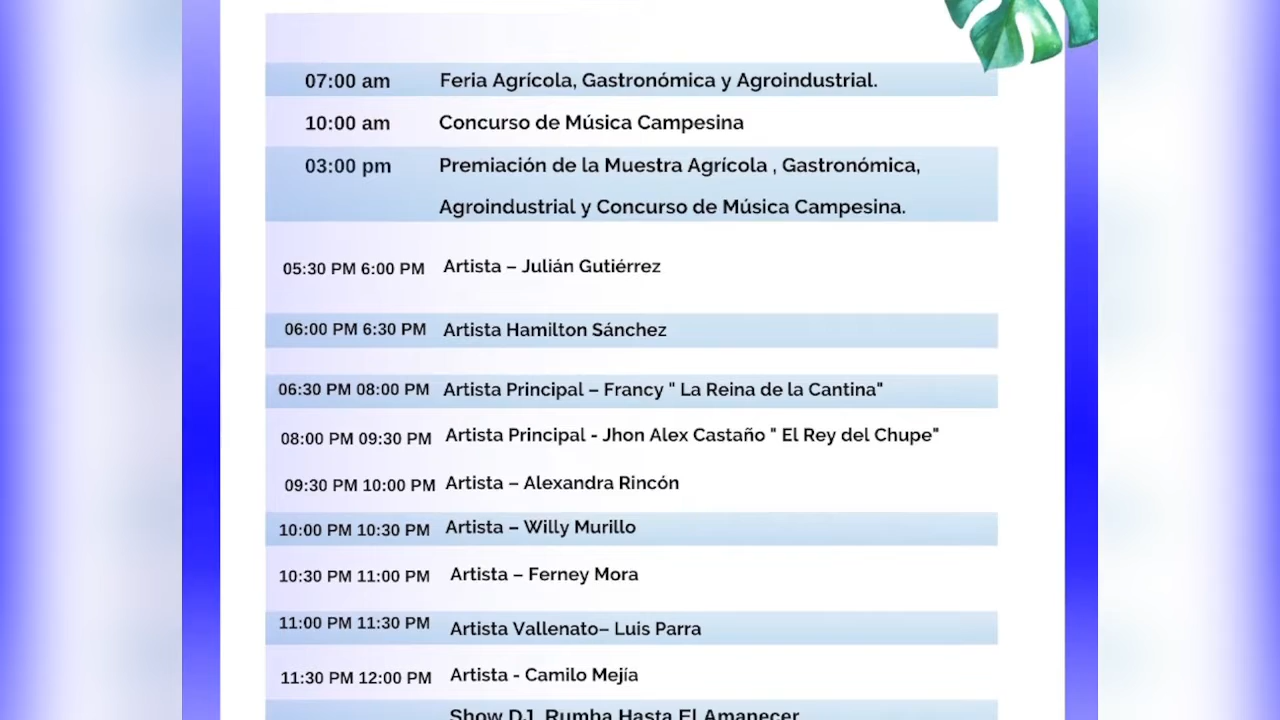 07:00 am Feria Agrícola, Gastronómica y Agroindustrial.
10:00 am Concurso de Música Campesina
03:00 pm Premiación de la Muestra Agrícola , Gastronómica,
Agroindustrial y Concurso de Música Campesina.
05:30 PM 6:00 PM Artista – Julián Gutiérrez
06:00 PM 6:30 PM Artista Hamilton Sánchez
06:30 PM 08:00 PM Artista Principal – Francy " La Reina de la Cantina"
08:00 PM 09:30 PM Artista Principal - Jhon Alex Castaño " El Rey del Chupe"
09:30 PM 10:00 PM Artista – Alexandra Rincón
10:00 PM 10:30 PM Artista – Willy Murillo
10:30 PM 11:00 PM Artista – Ferney Mora
11:00 PM 11:30 PM Artista Vallenato– Luis Parra
11:30 PM 12:00 PM Artista - Camilo Mejía
Show DJ Rumba Hasta El Amanecer